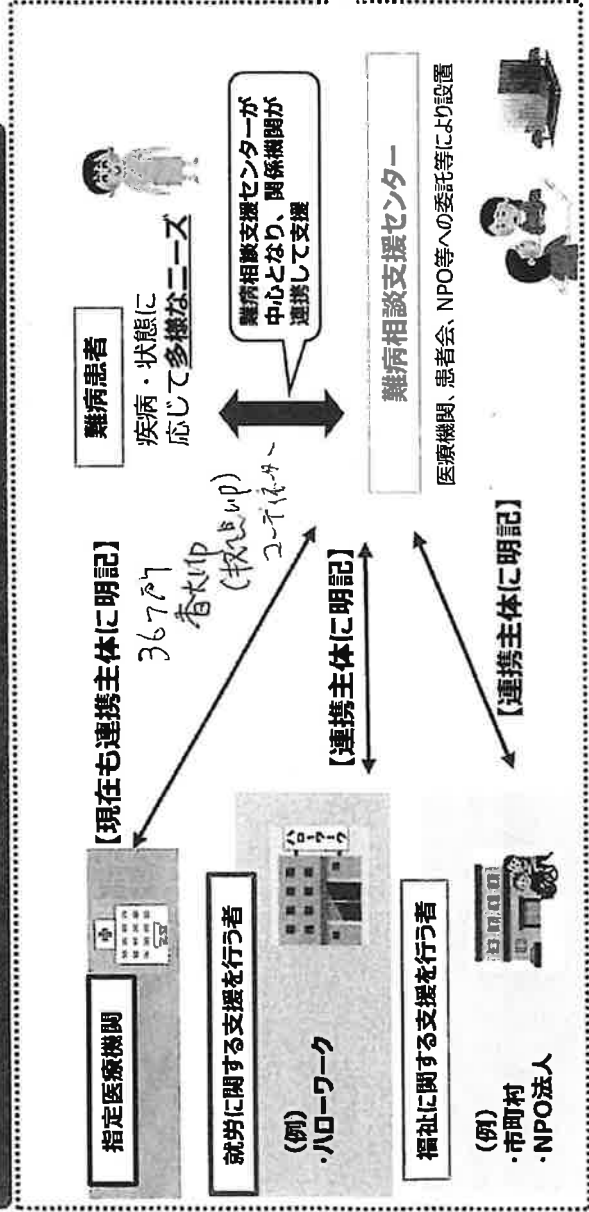 難病患者
疾病・状態に
応じて多様なニーズ
難病相談支援センターが
中心となり、関係機関が
連携して支援
難病相談支援センター
医療機関、患者会、NPO等への委託等により設置
【現在も連携主体に明記】
36ヶ所
コーディネーター
【連携主体に明記】
【連携主体に明記】
指定医療機関
就労に関する支援を行う者
(例)
・ハローワーク
ハローワーク
福祉に関する支援を行う者
(例)
・市町村
・NPO法人